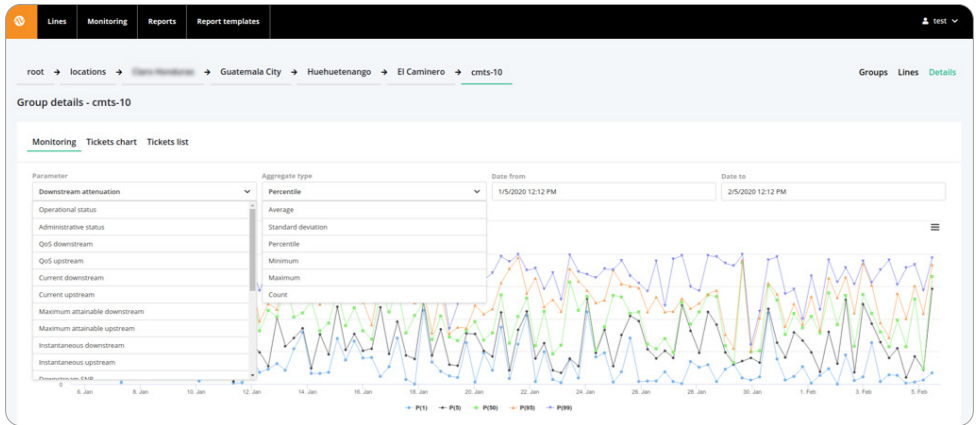 Lines Monitoring Reports Report templates test
root → locations → → Guatemala City → Huehuetenango → El Caminero → cmts-10 Groups Lines Details
Group details - cmts-10
Monitoring Tickets chart Tickets list
Parameter Aggregate type Date from Date to
Downstream attenuation Percentile 1/5/2020 12:12 PM 2/5/2020 12:12 PM
Operational status Average
Administrative status Standard deviation
QoS downstream Percentile
QoS upstream Minimum
Current downstream Maximum
Current upstream Count
Maximum attainable downstream
Maximum attainable upstream
Instantaneous downstream
Instantaneous upstream
Downstream SNR
0
6. Jan 8. Jan 10. Jan 12. Jan 14. Jan 16. Jan 18. Jan 20. Jan 22. Jan 24. Jan 26. Jan 28. Jan 30. Jan 1. Feb 3. Feb 5. Feb
P(1) P(5) P(50) P(95) P(99)